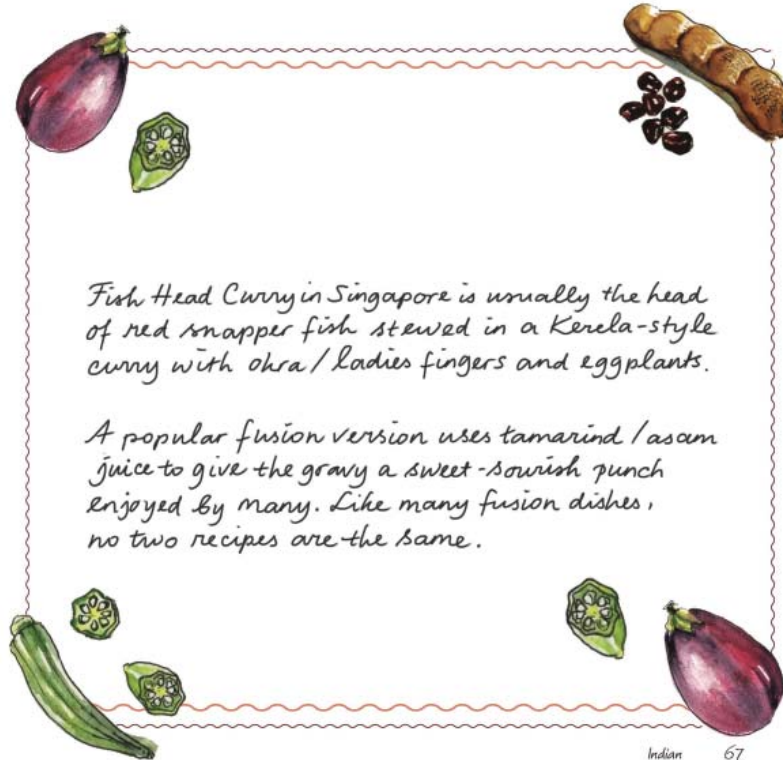 Fish Head Curry in Singapore is usually the head
of red snapper fish stewed in a Kerela-style
curry with okra / ladies fingers and eggplants.
A popular fusion version uses tamarind / asam
juice to give the gravy a sweet-sourish punch
enjoyed by many. Like many fusion dishes,
no two recipes are the same.
Indian 67